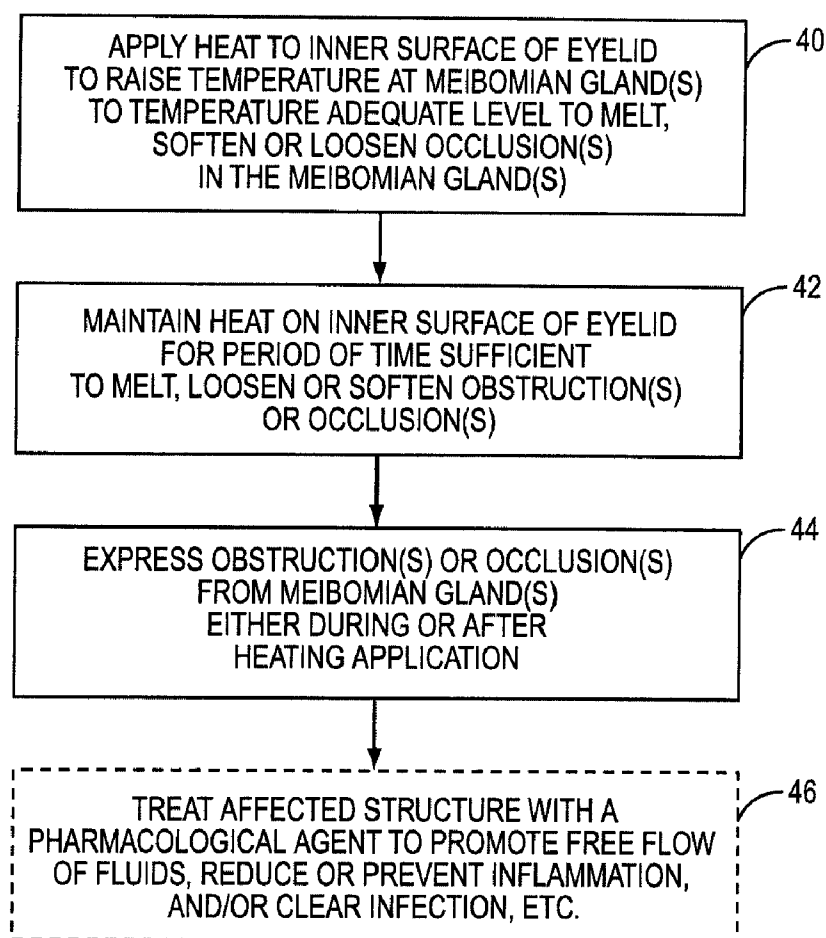 APPLY HEAT TO INNER SURFACE OF EYELID
TO RAISE TEMPERATURE AT MEIBOMIAN GLAND(S)
TO TEMPERATURE ADEQUATE LEVEL TO MELT,
SOFTEN OR LOOSEN OCCLUSION(S)
IN THE MEIBOMIAN GLAND(S)
40
MAINTAIN HEAT ON INNER SURFACE OF EYELID
FOR PERIOD OF TIME SUFFICIENT
TO MELT, LOOSEN OR SOFTEN OBSTRUCTION(S)
OR OCCLUSION(S)
42
EXPRESS OBSTRUCTION(S) OR OCCLUSION(S)
FROM MEIBOMIAN GLAND(S)
EITHER DURING OR AFTER
HEATING APPLICATION
44
TREAT AFFECTED STRUCTURE WITH A
PHARMACOLOGICAL AGENT TO PROMOTE FREE FLOW
OF FLUIDS, REDUCE OR PREVENT INFLAMMATION,
AND/OR CLEAR INFECTION, ETC.
46